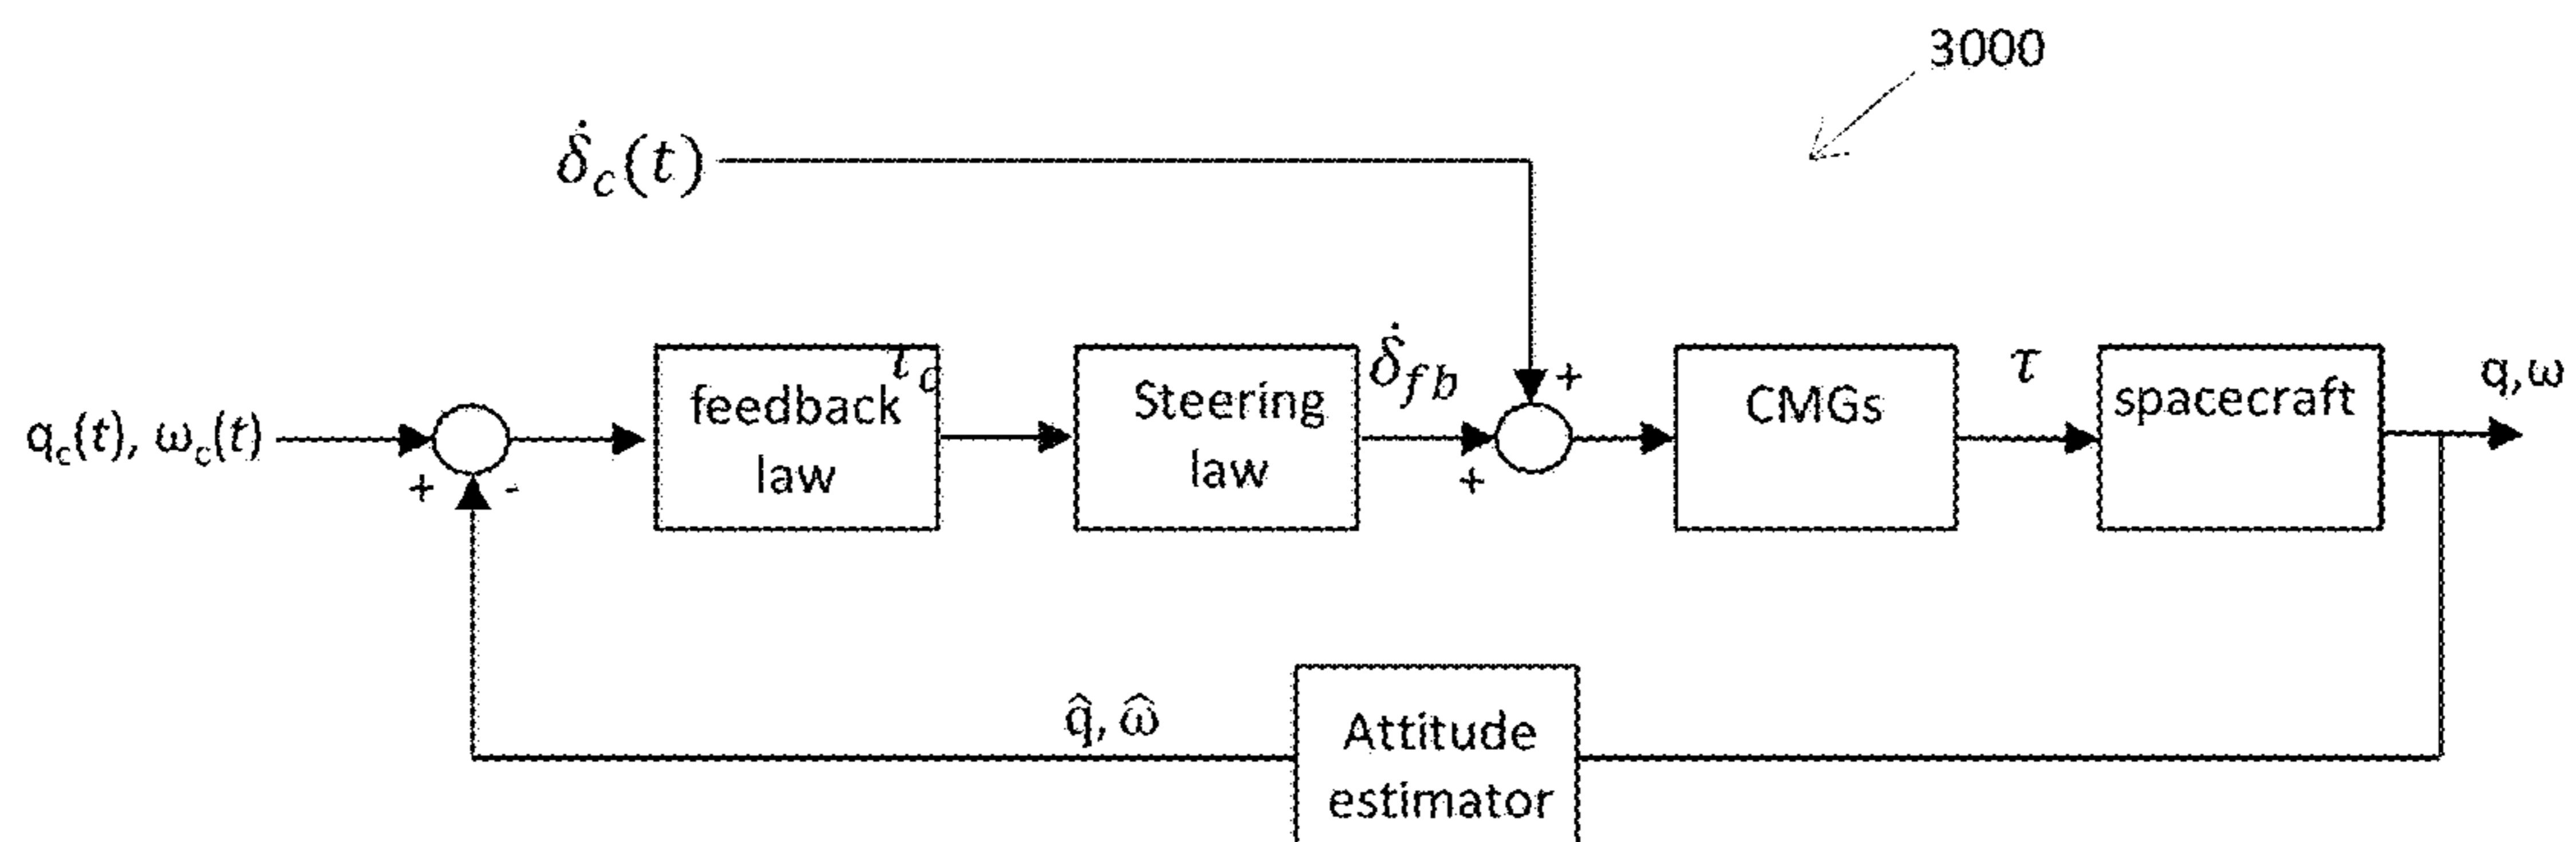 3000
δ̇c(t)
qc(t), ωc(t)
+
-
feedback
law
τc
Steering
law
δ̇fb
+
+
CMGs
τ
spacecraft
q,ω
q̂, ω̂
Attitude
estimator